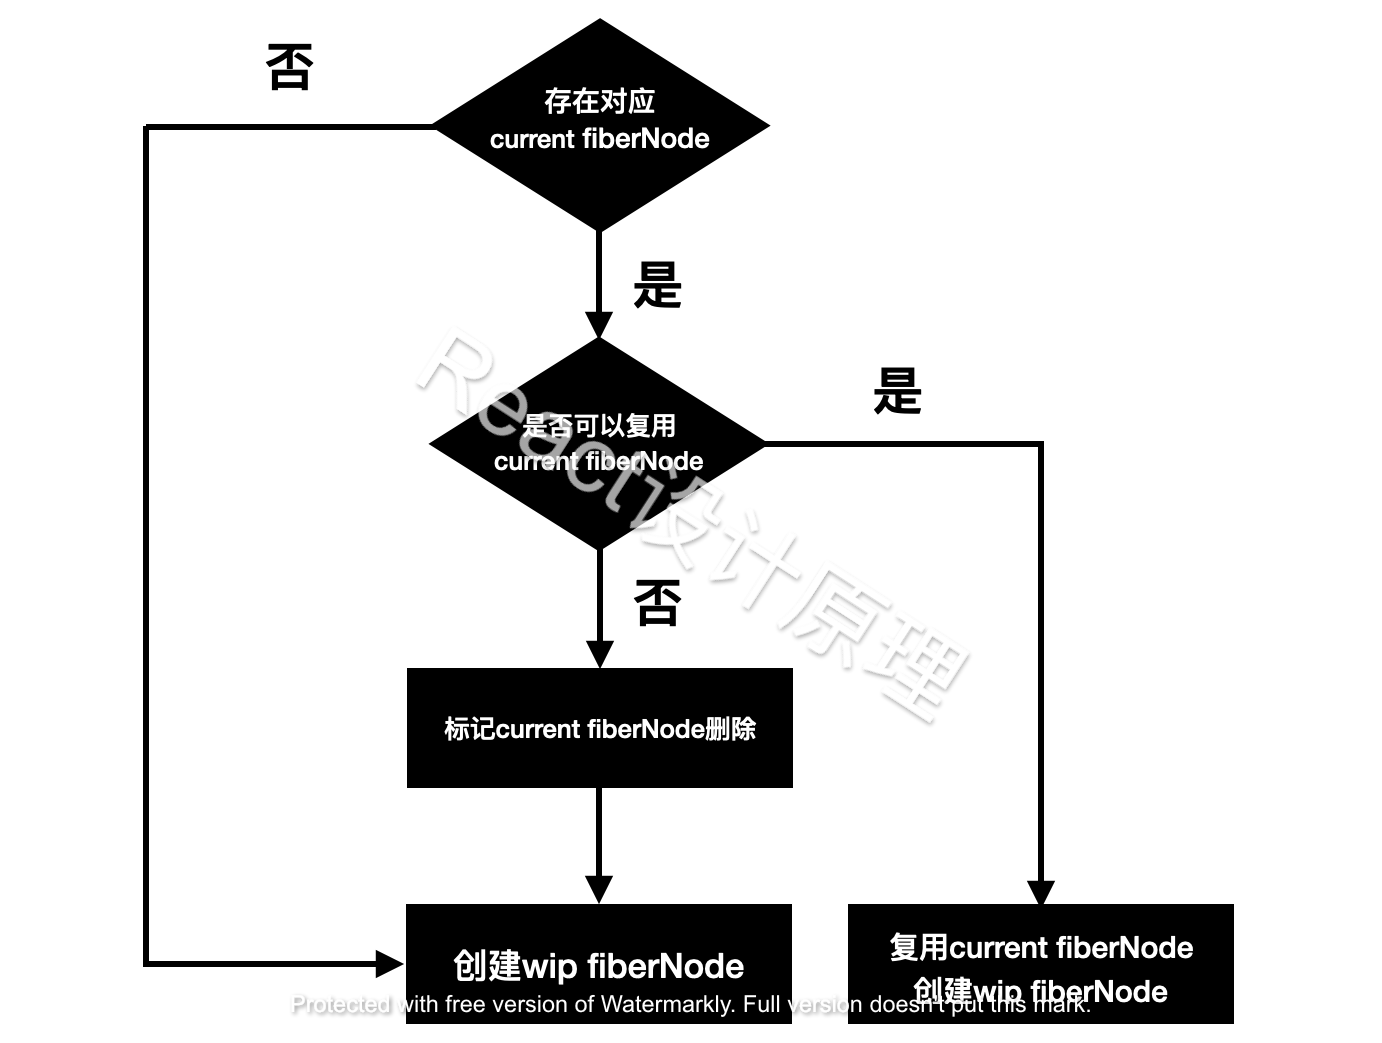 否
存在对应
current fiberNode
是
是
是否可以复用
current fiberNode
否
标记current fiberNode删除
创建wip fiberNode
复用current fiberNode
创建wip fiberNode
React设计原理
Protected with free version of Watermarkly. Full version doesn't put this mark.